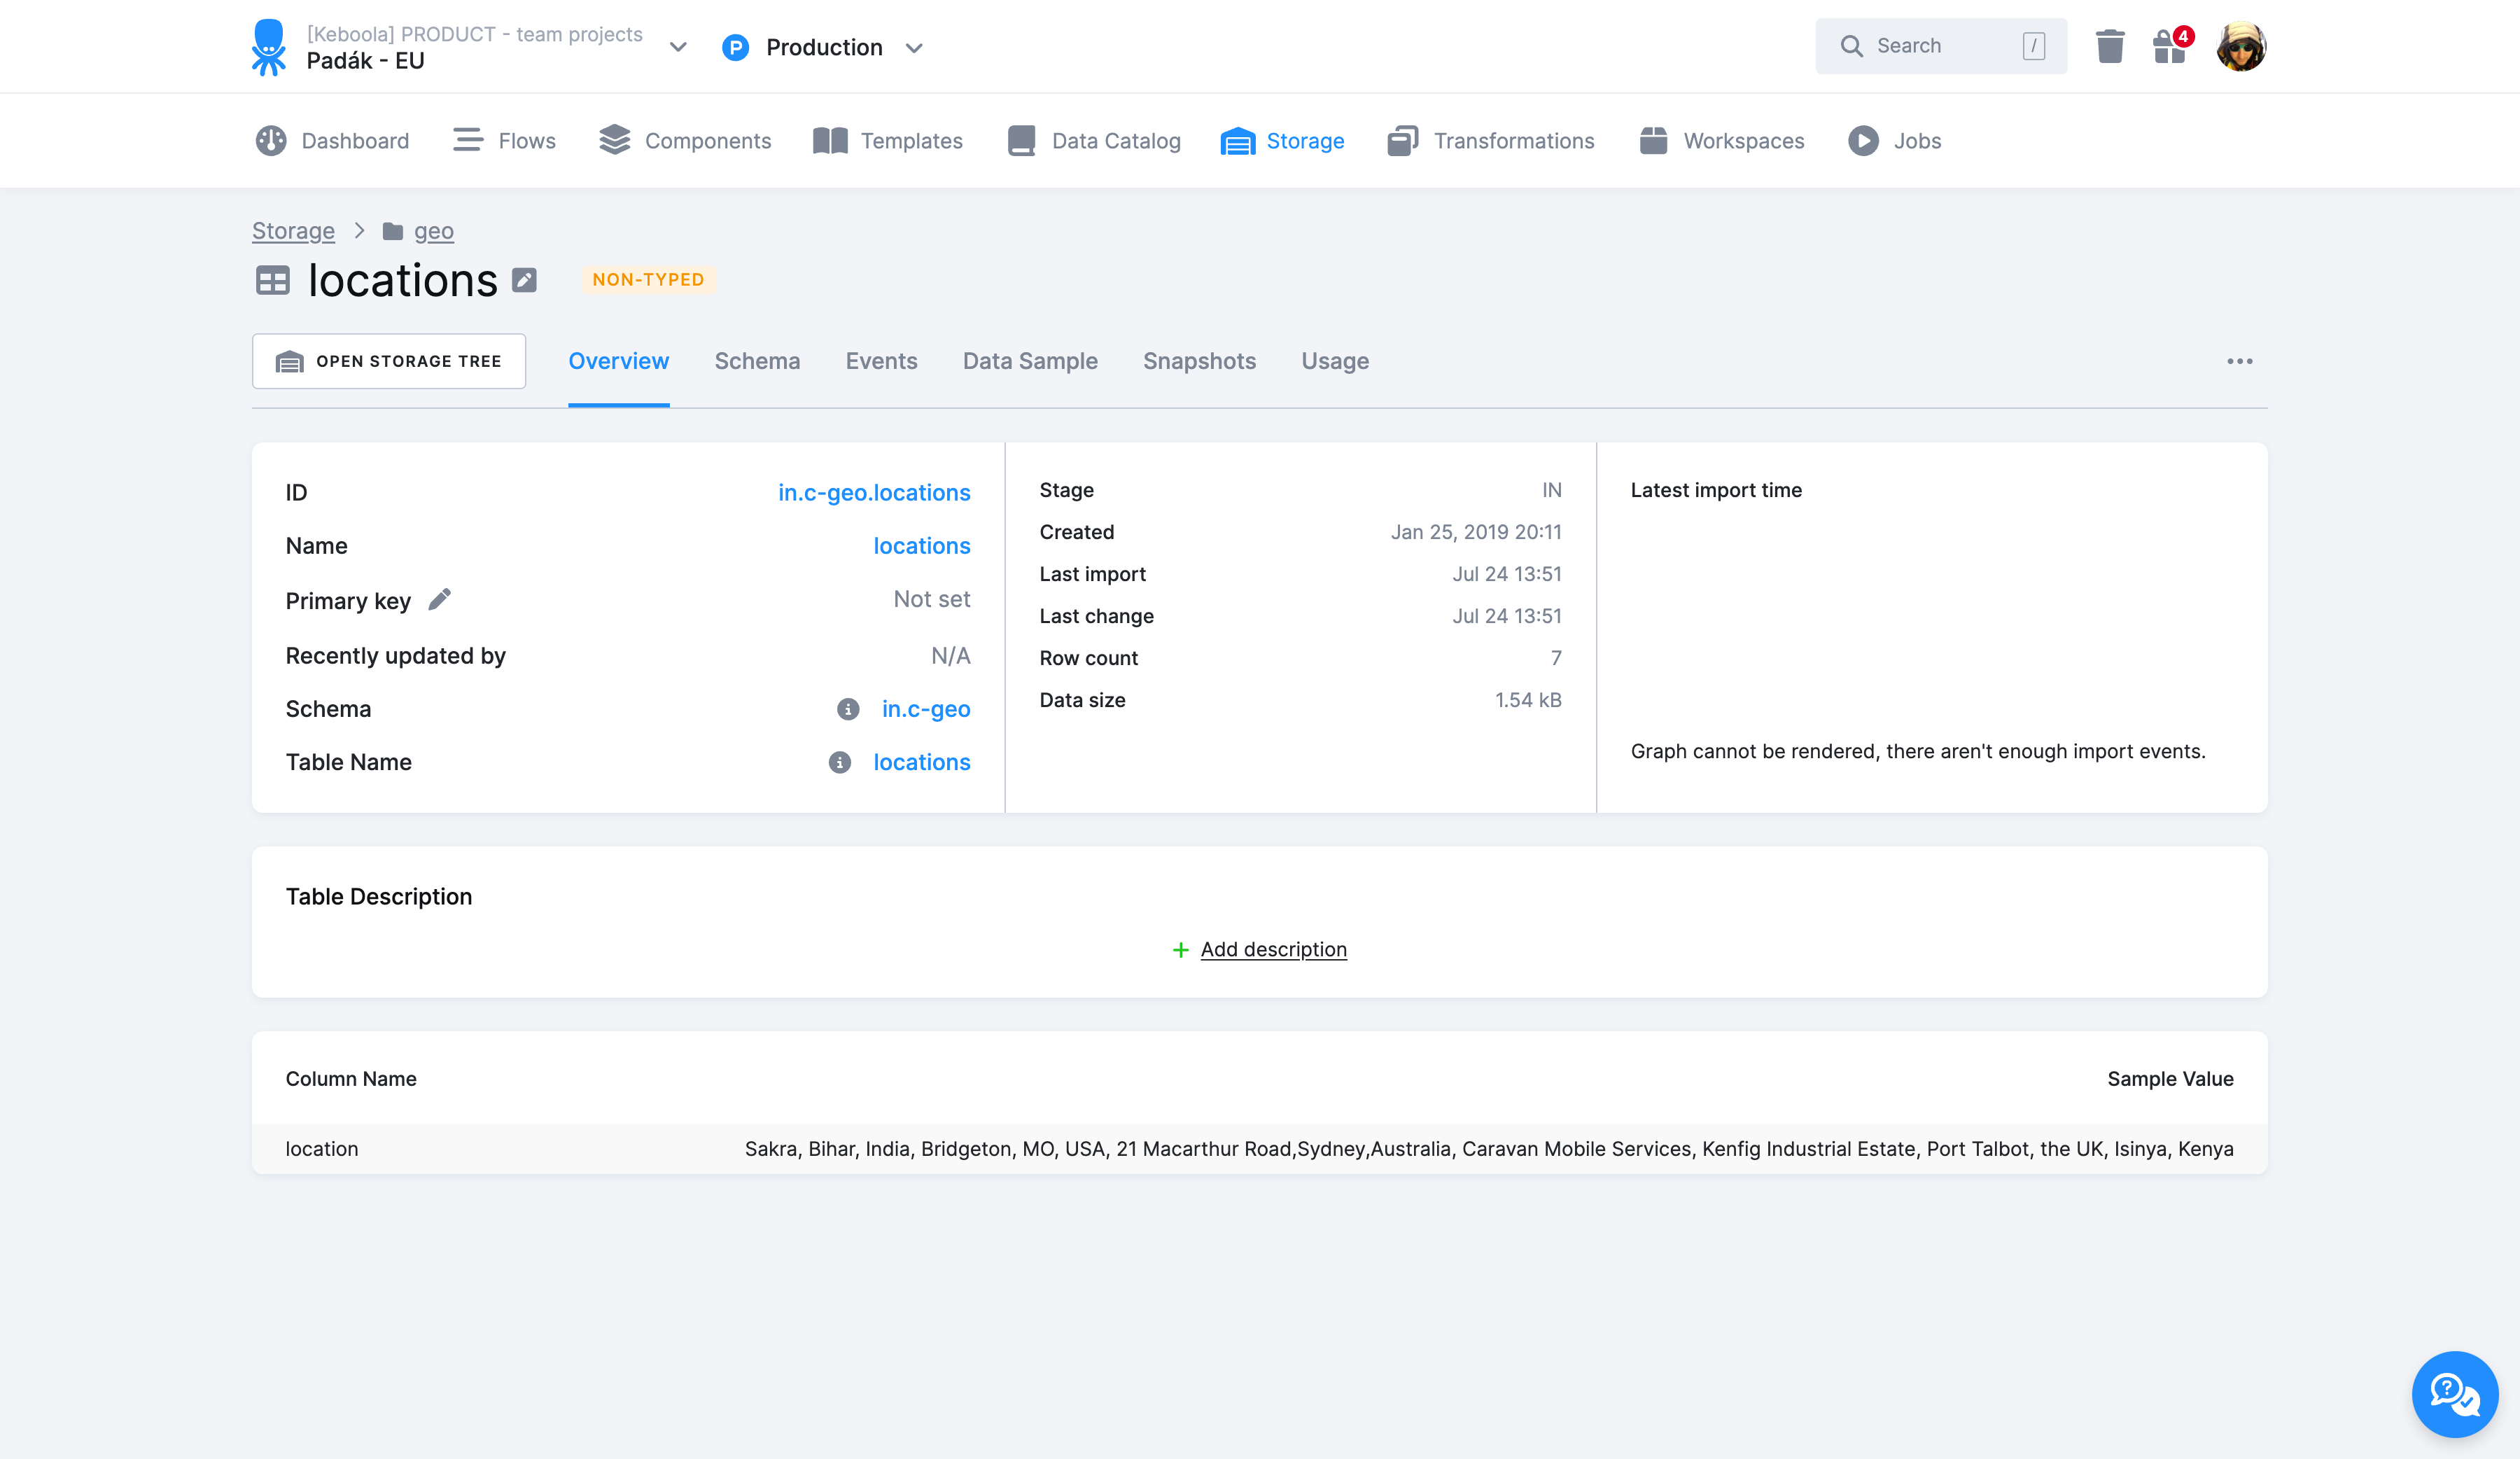 [Keboola] PRODUCT - team projects
Padák - EU
P Production
Search /
4
Dashboard Flows Components Templates Data Catalog Storage Transformations Workspaces Jobs
Storage > geo
locations NON-TYPED
OPEN STORAGE TREE Overview Schema Events Data Sample Snapshots Usage
ID in.c-geo.locations
Name locations
Primary key Not set
Recently updated by N/A
Schema in.c-geo
Table Name locations
Stage IN
Created Jan 25, 2019 20:11
Last import Jul 24 13:51
Last change Jul 24 13:51
Row count 7
Data size 1.54 kB
Latest import time
Graph cannot be rendered, there aren't enough import events.
Table Description
+ Add description
Column Name Sample Value
location Sakra, Bihar, India, Bridgeton, MO, USA, 21 Macarthur Road,Sydney,Australia, Caravan Mobile Services, Kenfig Industrial Estate, Port Talbot, the UK, Isinya, Kenya